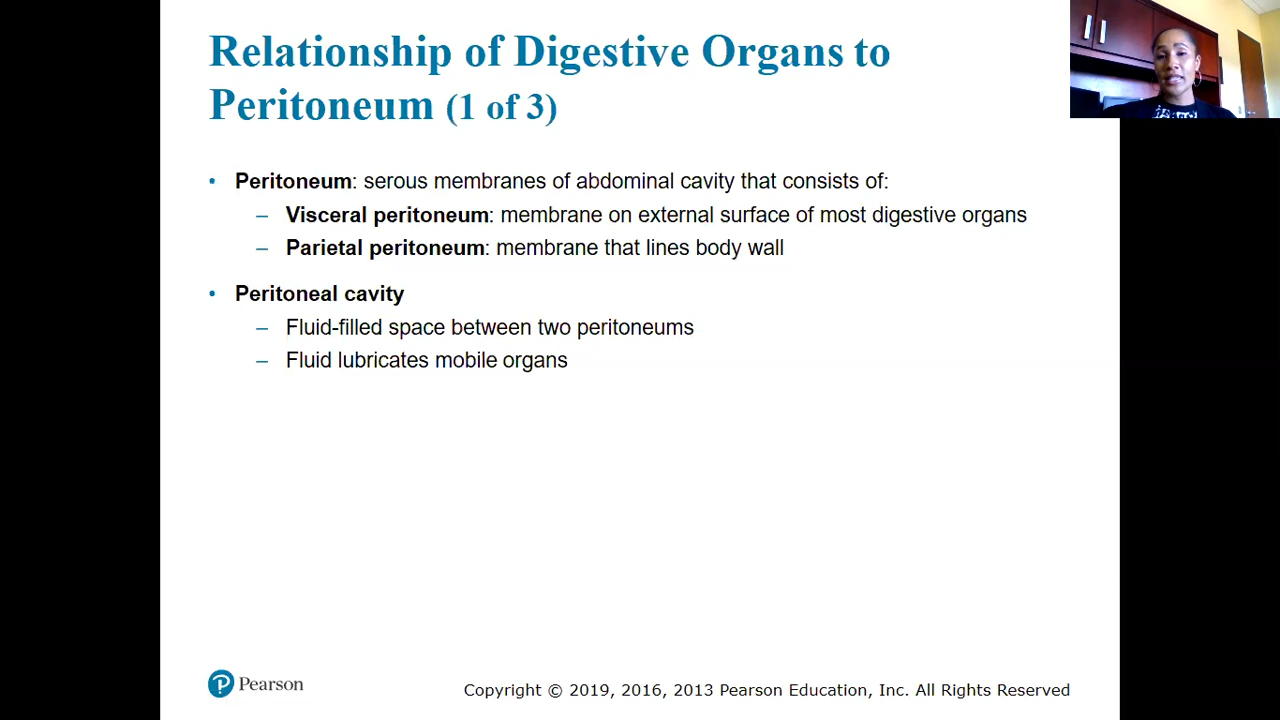 Relationship of Digestive Organs to
Peritoneum (1 of 3)
• Peritoneum: serous membranes of abdominal cavity that consists of:
– Visceral peritoneum: membrane on external surface of most digestive organs
– Parietal peritoneum: membrane that lines body wall
• Peritoneal cavity
– Fluid-filled space between two peritoneums
– Fluid lubricates mobile organs
Pearson
Copyright © 2019, 2016, 2013 Pearson Education, Inc. All Rights Reserved